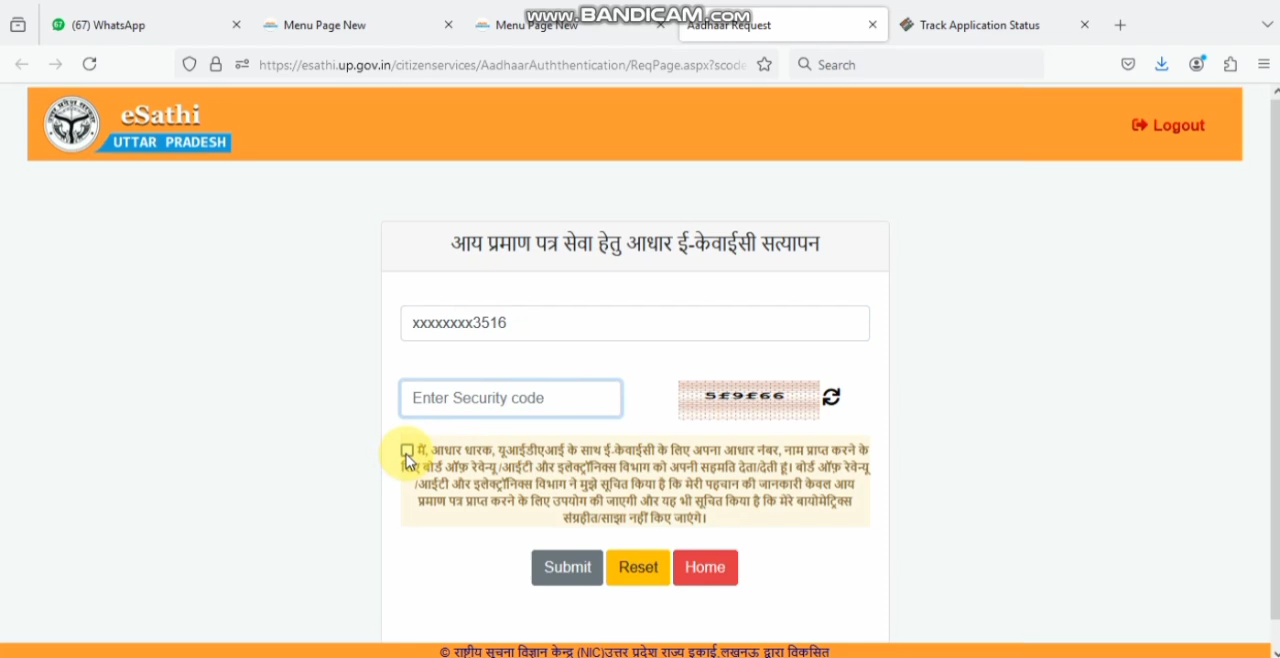 (67) WhatsApp
Menu Page New
Menu Page New
Aadhaar Request
Track Application Status
www.BANDICAM.com
https://esathi.up.gov.in/citizenservices/AadhaarAuththentication/ReqPage.aspx?scode
Search
eSathi
UTTAR PRADESH
Logout
आय प्रमाण पत्र सेवा हेतु आधार ई-केवाईसी सत्यापन
xxxxxxxx3516
Enter Security code
5f9f66
मैं, आधार धारक, यूआईडीएआई के साथ ई-केवाईसी के लिए अपना आधार नंबर, नाम प्राप्त करने के
लिए बोर्ड ऑफ़ रेवेन्यू /आईटी और इलेक्ट्रॉनिक्स विभाग को अपनी सहमति देता/देती हूं। बोर्ड ऑफ़ रेवेन्यू
/आईटी और इलेक्ट्रॉनिक्स विभाग ने मुझे सूचित किया है कि मेरी पहचान की जानकारी केवल आय
प्रमाण पत्र प्राप्त करने के लिए उपयोग की जाएगी और यह भी सूचित किया है कि मेरे बायोमेट्रिक्स
संग्रहीत/साझा नहीं किए जाएंगे।
Submit
Reset
Home
© राष्ट्रीय सूचना विज्ञान केन्द्र (NIC)उत्तर प्रदेश राज्य इकाई,लखनऊ द्वारा विकसित